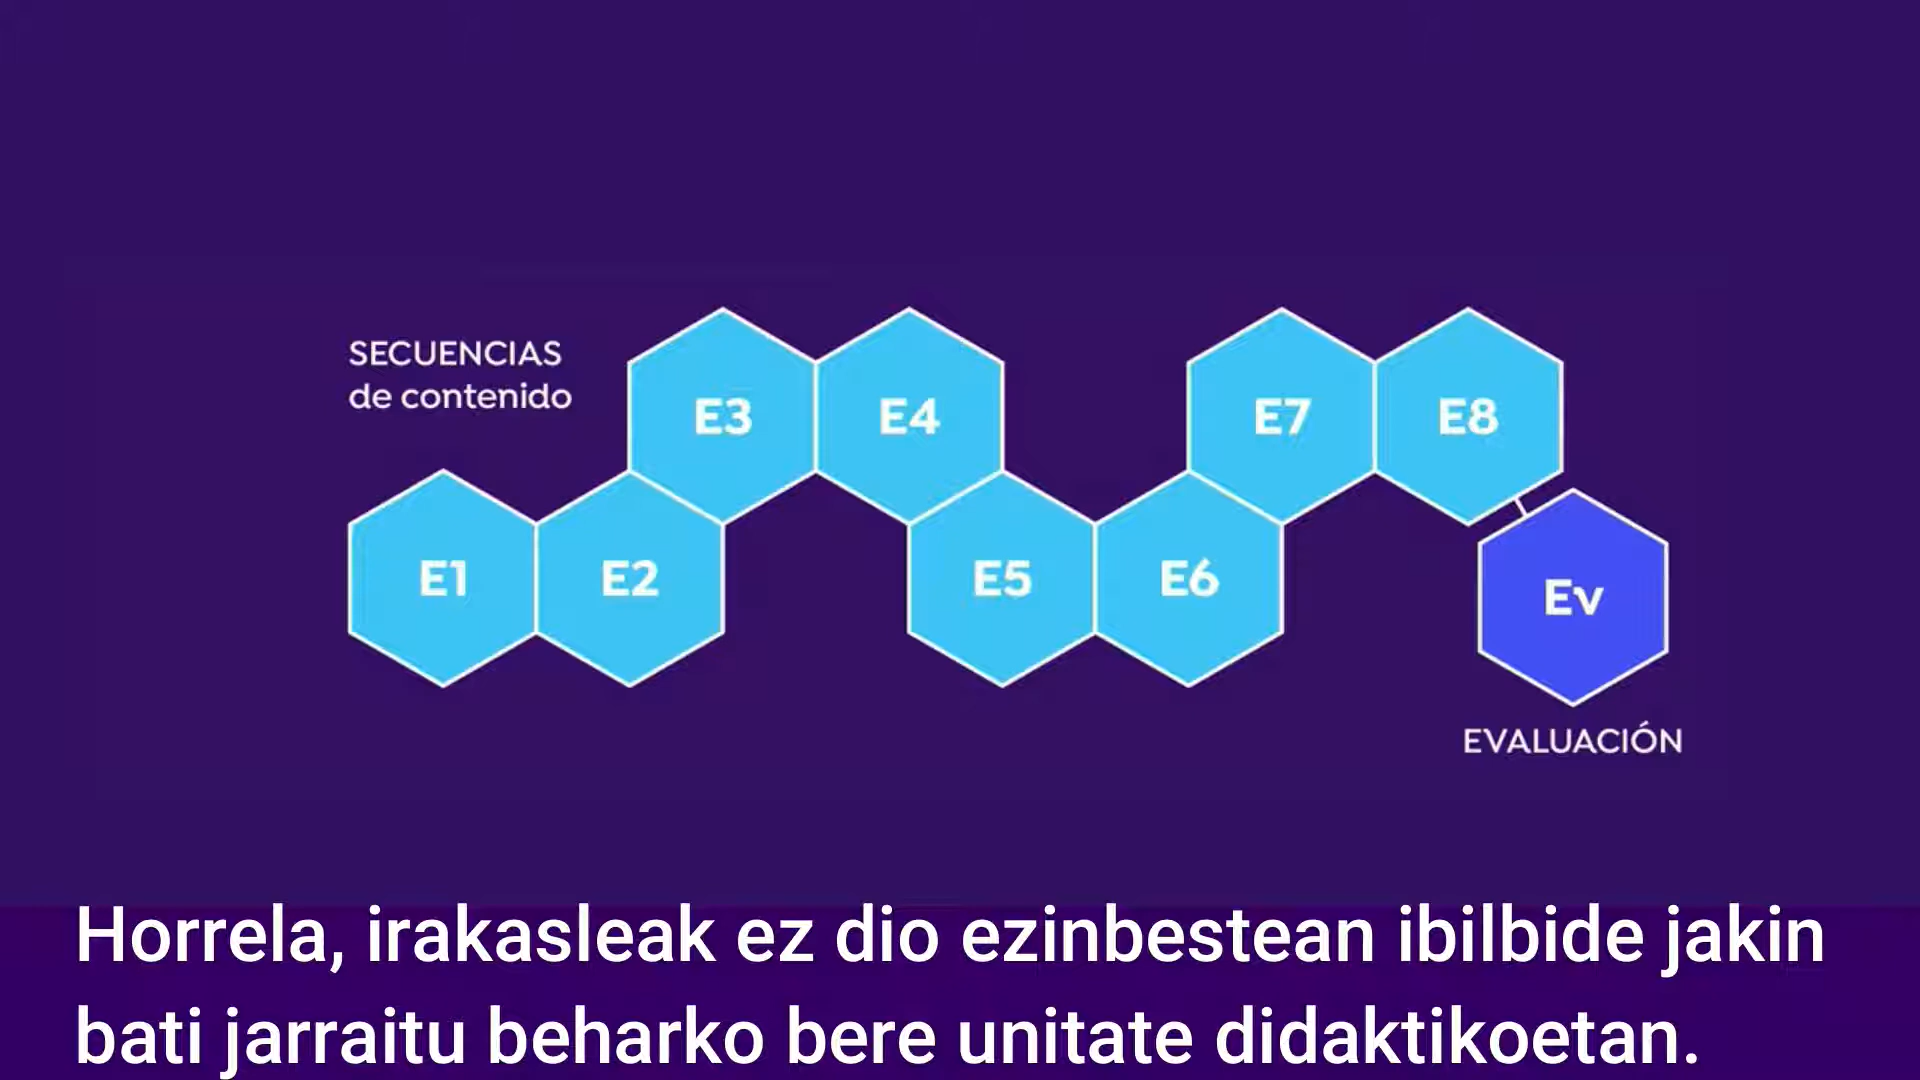 SECUENCIAS
de contenido
E3 E4 E7 E8
E1 E2 E5 E6 Ev
EVALUACIÓN
Horrela, irakasleak ez dio ezinbestean ibilbide jakin
bati jarraitu beharko bere unitate didaktikoetan.